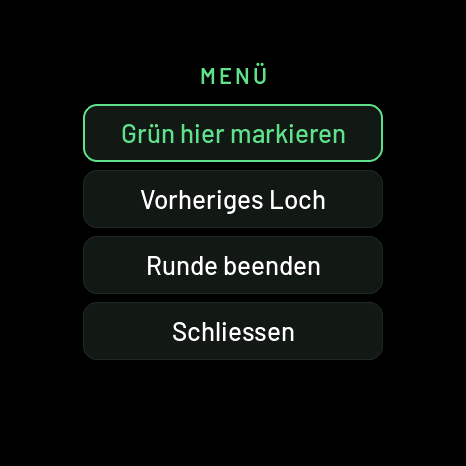 MENÜ
Grün hier markieren
Vorheriges Loch
Runde beenden
Schliessen